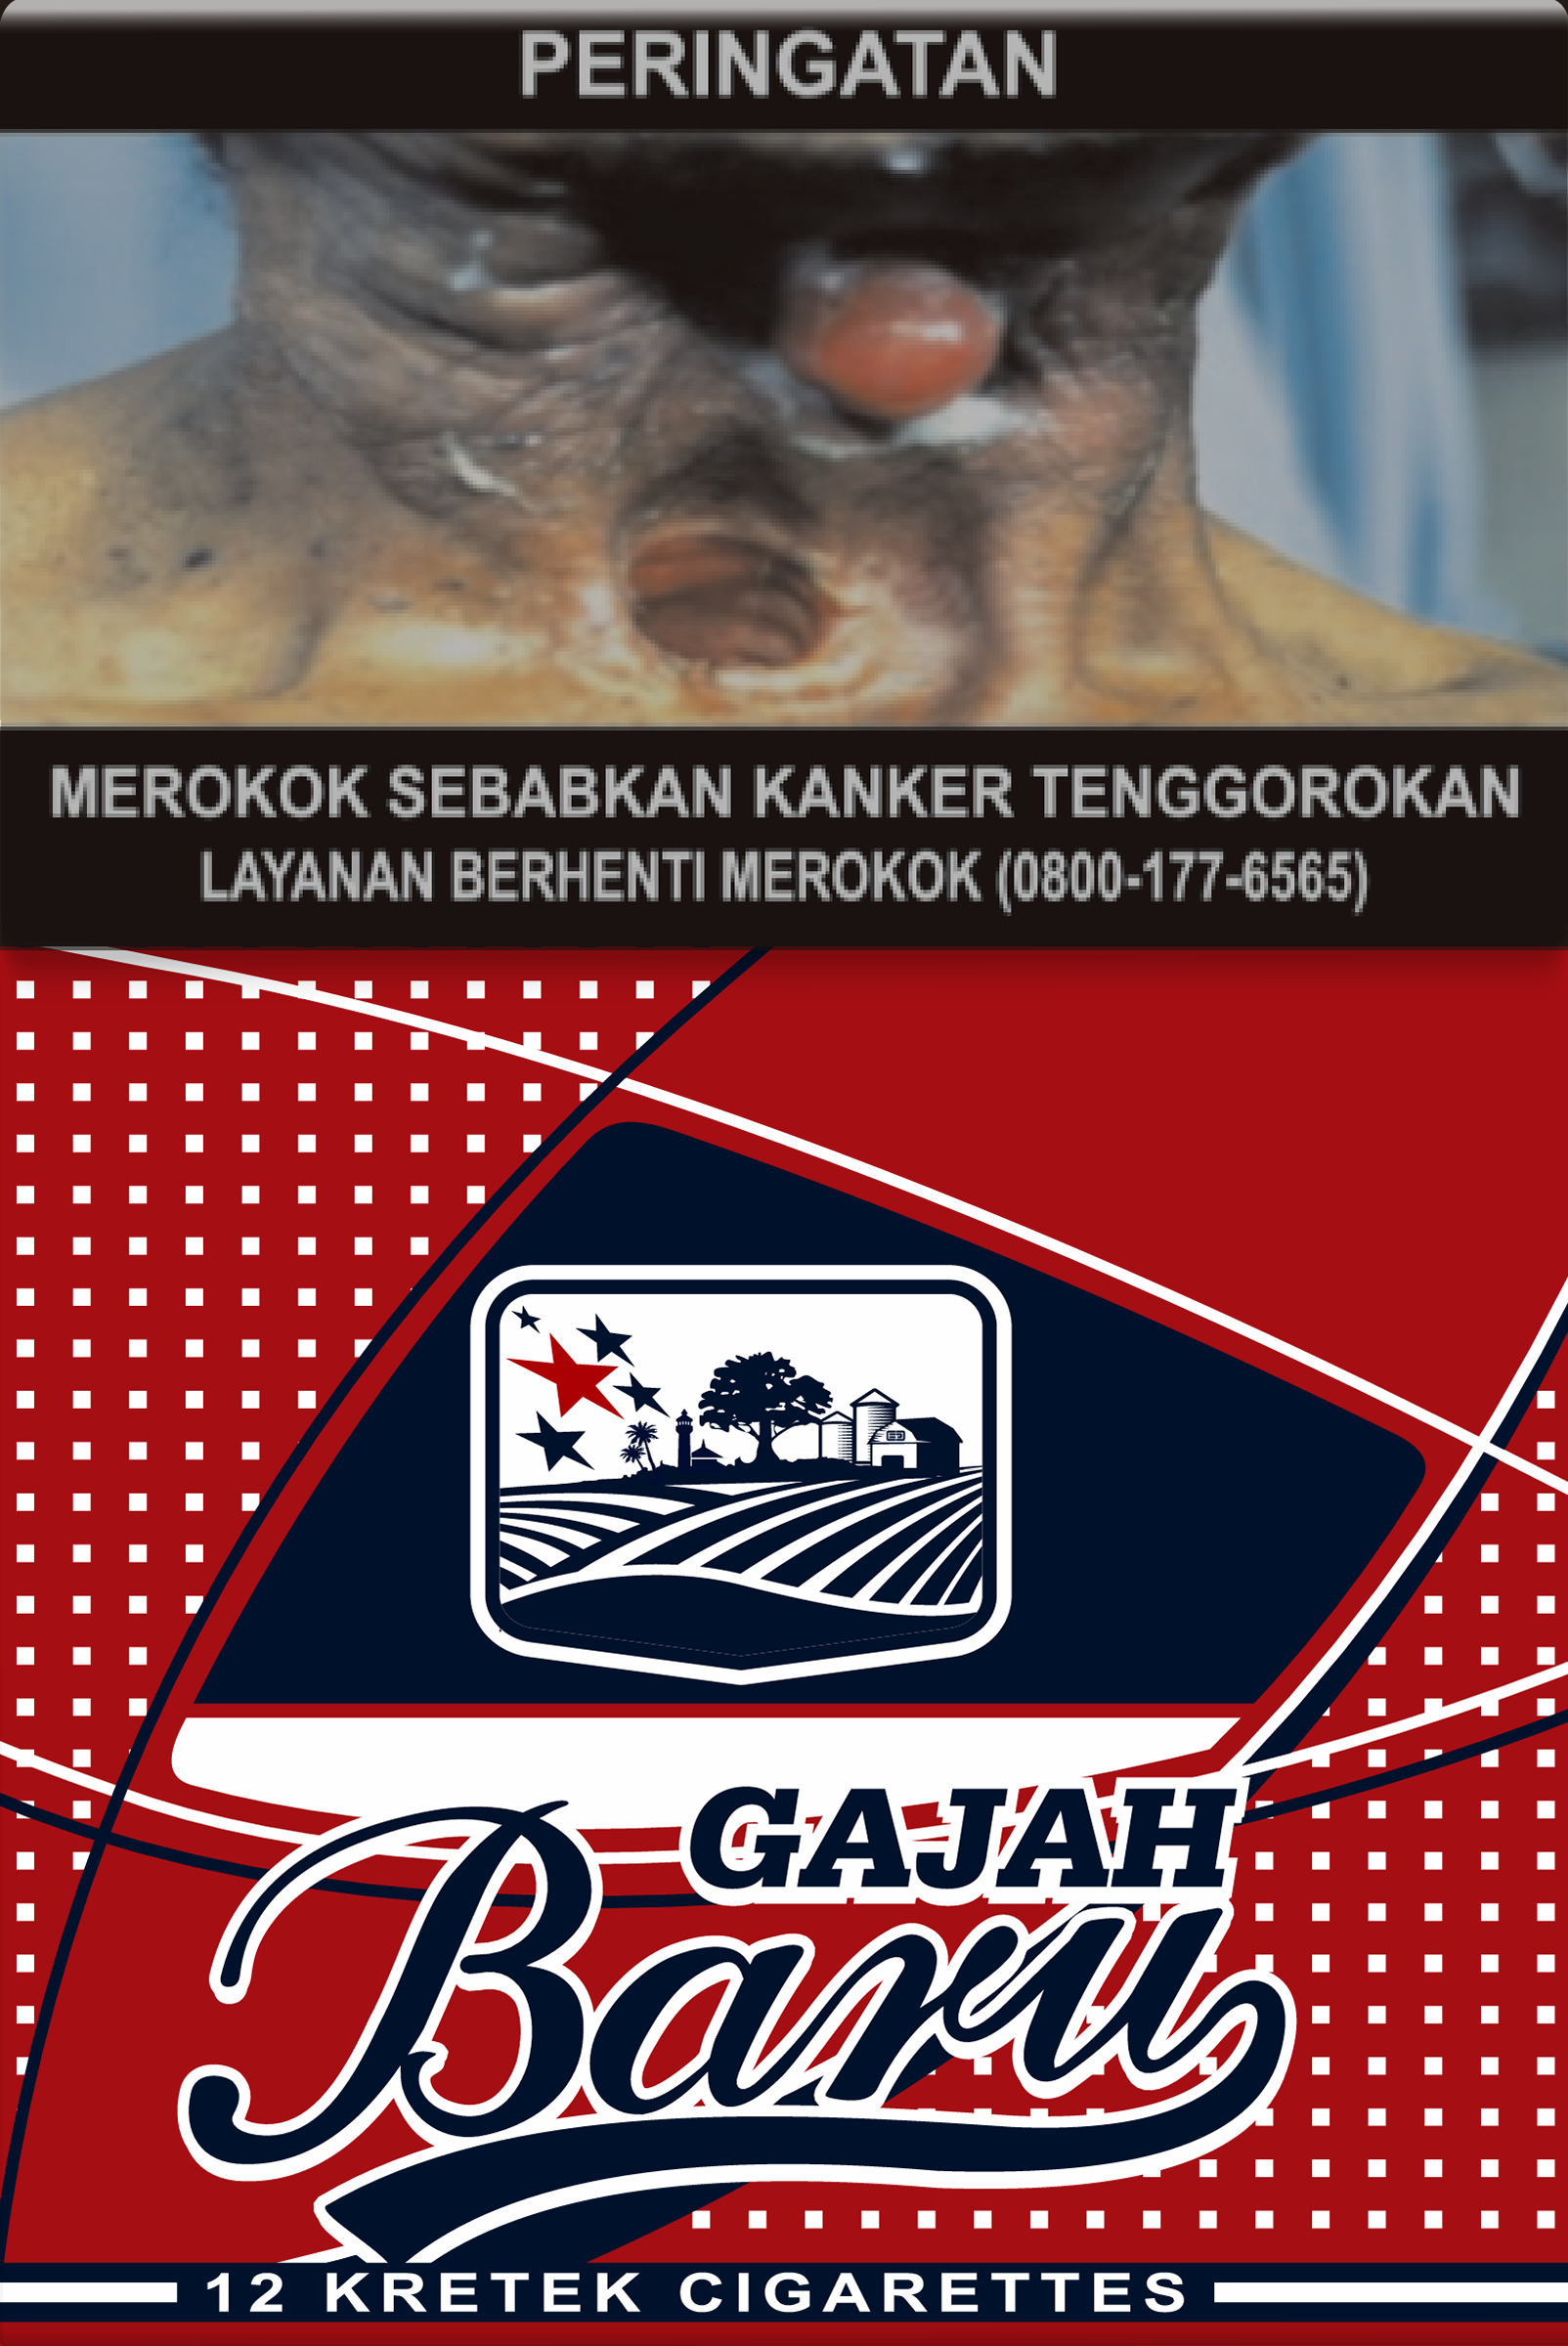 PERINGATAN
MEROKOK SEBABKAN KANKER TENGGOROKAN
LAYANAN BERHENTI MEROKOK (0800-177-6565)
GAJAH
Baru
12 KRETEK CIGARETTES